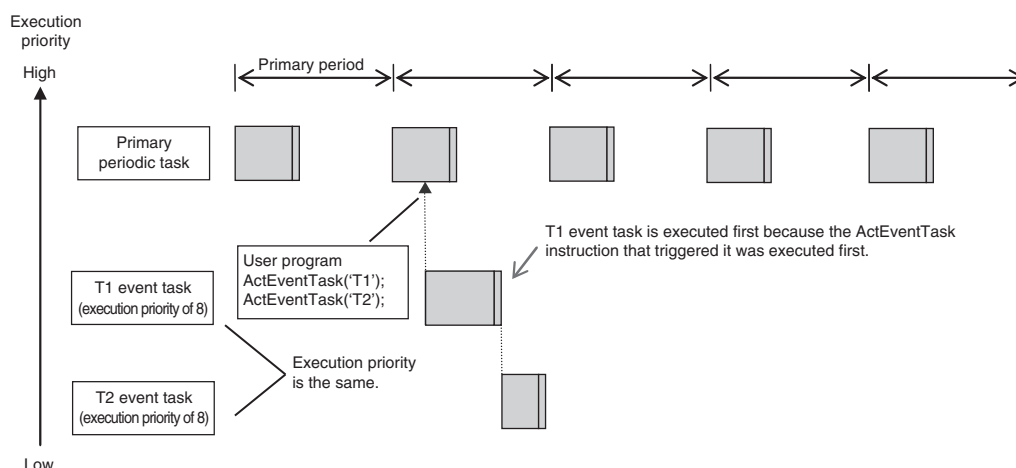 Execution
priority
High
Primary period
Primary
periodic task
T1 event task is executed first because the ActEventTask
instruction that triggered it was executed first.
User program
ActEventTask(‘T1’);
ActEventTask(‘T2’);
T1 event task
(execution priority of 8)
Execution priority
is the same.
T2 event task
(execution priority of 8)
Low